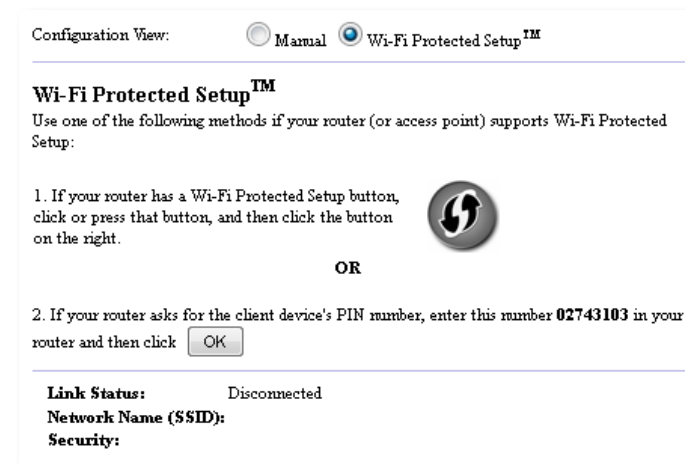 Configuration View: Manual Wi-Fi Protected Setup™
Wi-Fi Protected Setup™
Use one of the following methods if your router (or access point) supports Wi-Fi Protected
Setup:
1. If your router has a Wi-Fi Protected Setup button,
click or press that button, and then click the button
on the right.
OR
2. If your router asks for the client device's PIN number, enter this number 02743103 in your
router and then click OK
Link Status: Disconnected
Network Name (SSID):
Security: